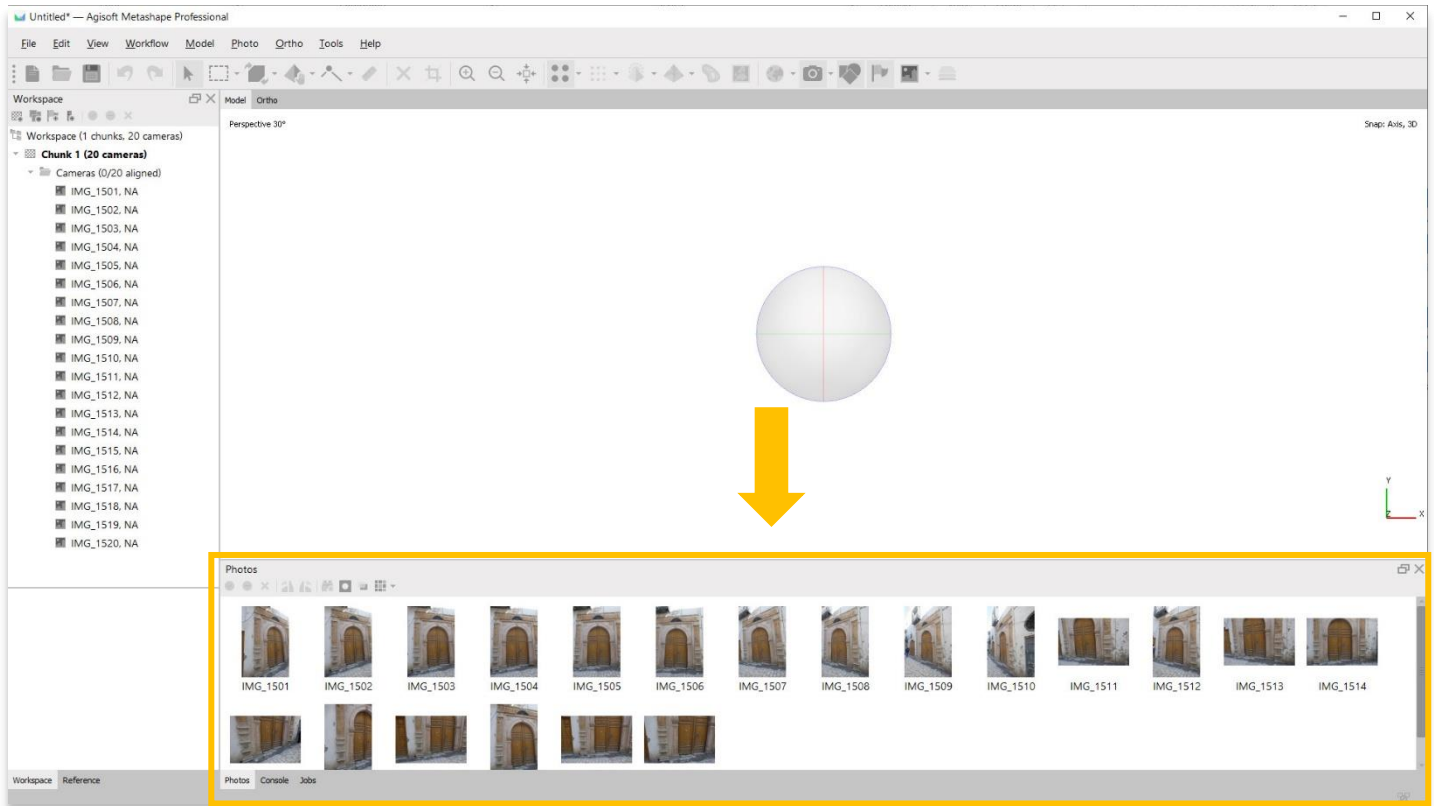 Untitled* — Agisoft Metashape Professional
File Edit View Workflow Model Photo Ortho Tools Help
Workspace
Model Ortho
Perspective 30°
Snap: Axis, 3D
Workspace (1 chunks, 20 cameras)
Chunk 1 (20 cameras)
Cameras (0/20 aligned)
IMG_1501, NA
IMG_1502, NA
IMG_1503, NA
IMG_1504, NA
IMG_1505, NA
IMG_1506, NA
IMG_1507, NA
IMG_1508, NA
IMG_1509, NA
IMG_1510, NA
IMG_1511, NA
IMG_1512, NA
IMG_1513, NA
IMG_1514, NA
IMG_1515, NA
IMG_1516, NA
IMG_1517, NA
IMG_1518, NA
IMG_1519, NA
IMG_1520, NA
Y
Z X
Photos
IMG_1501 IMG_1502 IMG_1503 IMG_1504 IMG_1505 IMG_1506 IMG_1507 IMG_1508 IMG_1509 IMG_1510 IMG_1511 IMG_1512 IMG_1513 IMG_1514
Workspace Reference
Photos Console Jobs